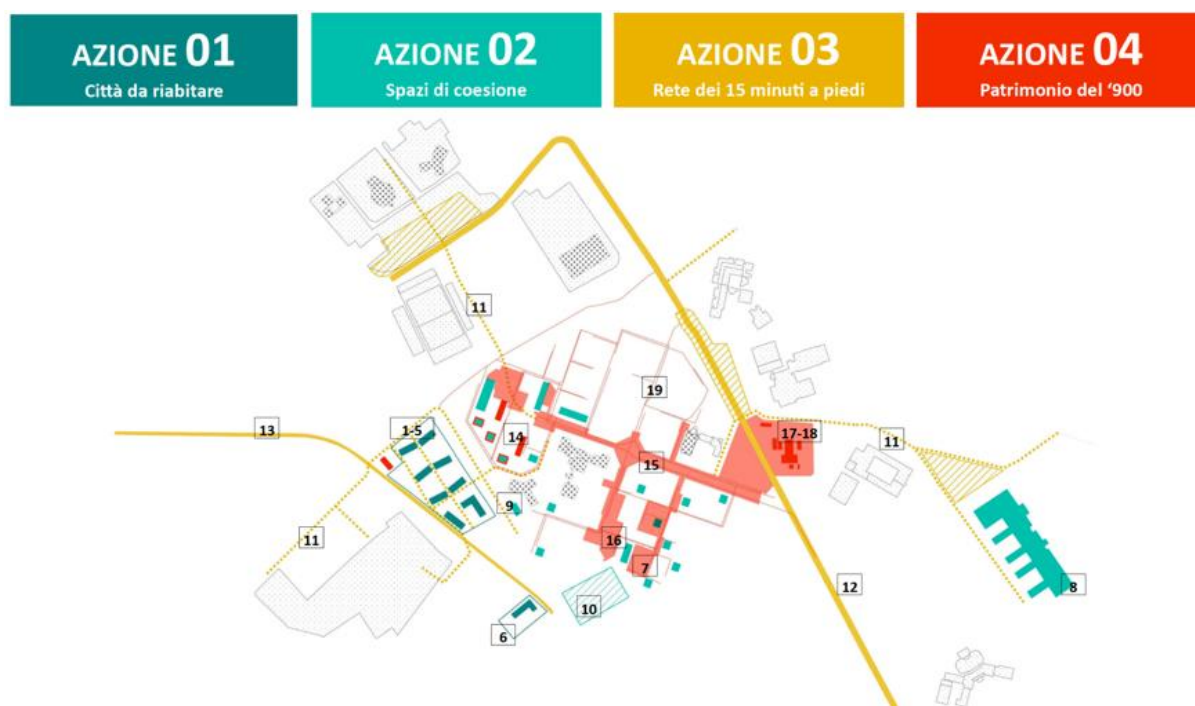 AZIONE 01
Città da riabitare
AZIONE 02
Spazi di coesione
AZIONE 03
Rete dei 15 minuti a piedi
AZIONE 04
Patrimonio del ‘900
11
19
13
1-5
14
17-18
11
15
9
11
16
7
12
8
10
6